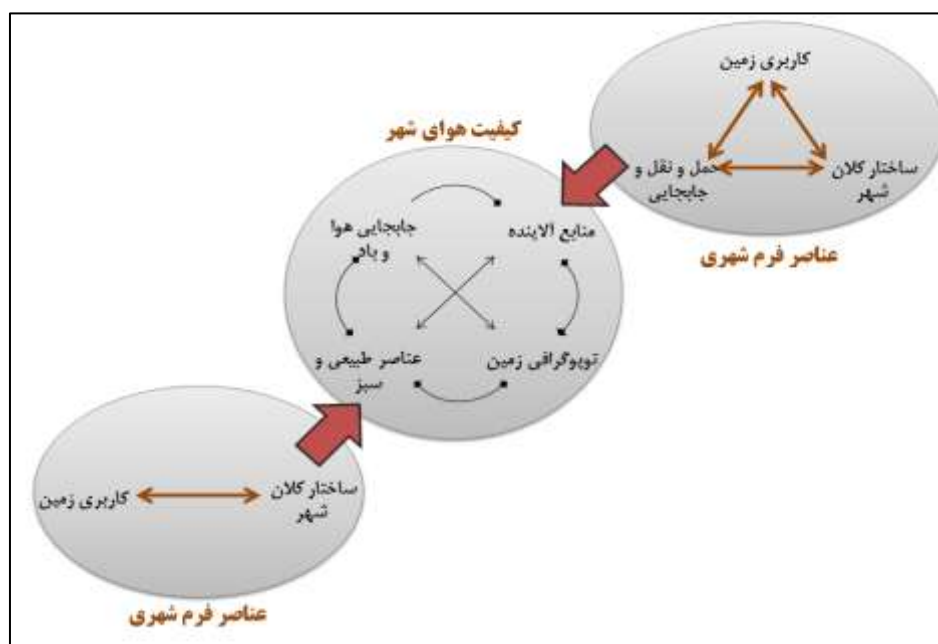 کاربری زمین
حمل و نقل و
جابجایی
ساختار کلان
شهر
عناصر فرم شهری
کیفیت هوای شهر
منابع آلاینده
جابجایی هوا
و باد
توپوگرافی زمین
عناصر طبیعی و
سبز
ساختار کلان
شهر
کاربری زمین
عناصر فرم شهری